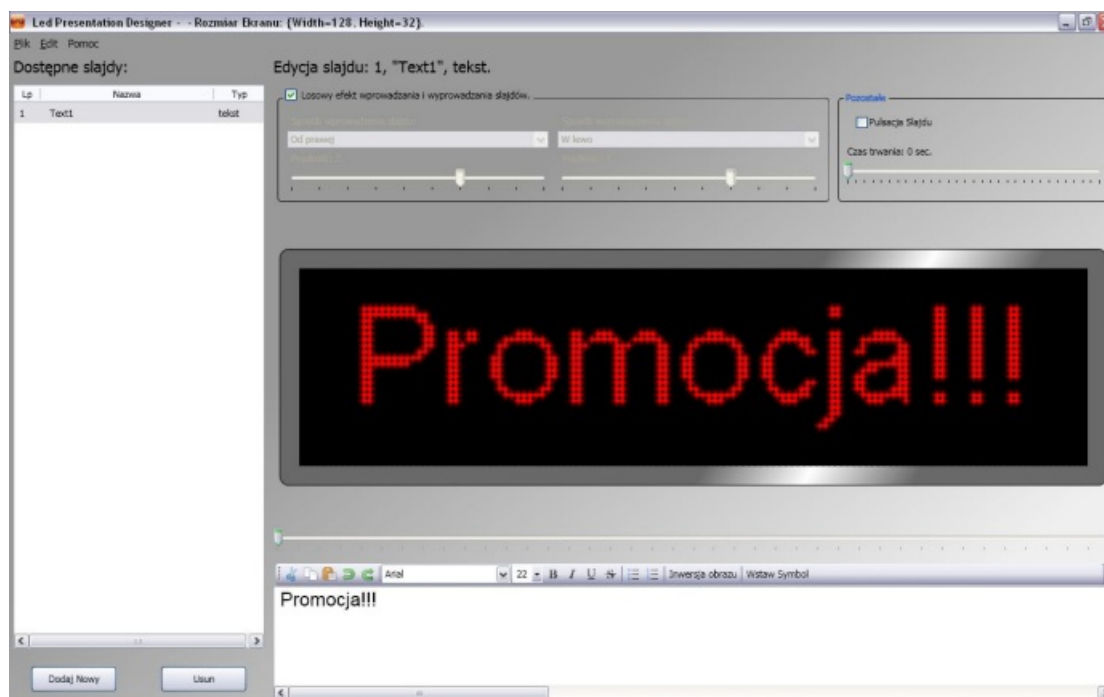 Led Presentation Designer - - Rozmiar Ekranu: {Width=128, Height=32}.
Plik Edit Pomoc
Dostępne slajdy:
Edycja slajdu: 1, "Text1", tekst.
Lp Nazwa Typ
1 Text1 tekst
Losowy efekt wprowadzania i wyprowadzania slajdów.
Od prawej
W lewo
Pozostałe
Pulsacja Slajdu
Czas trwania: 0 sec.
Promocja!!!
Arial 22 B I U S Inwersja obrazu Wstaw Symbol
Promocja!!!
Dodaj Nowy Usun